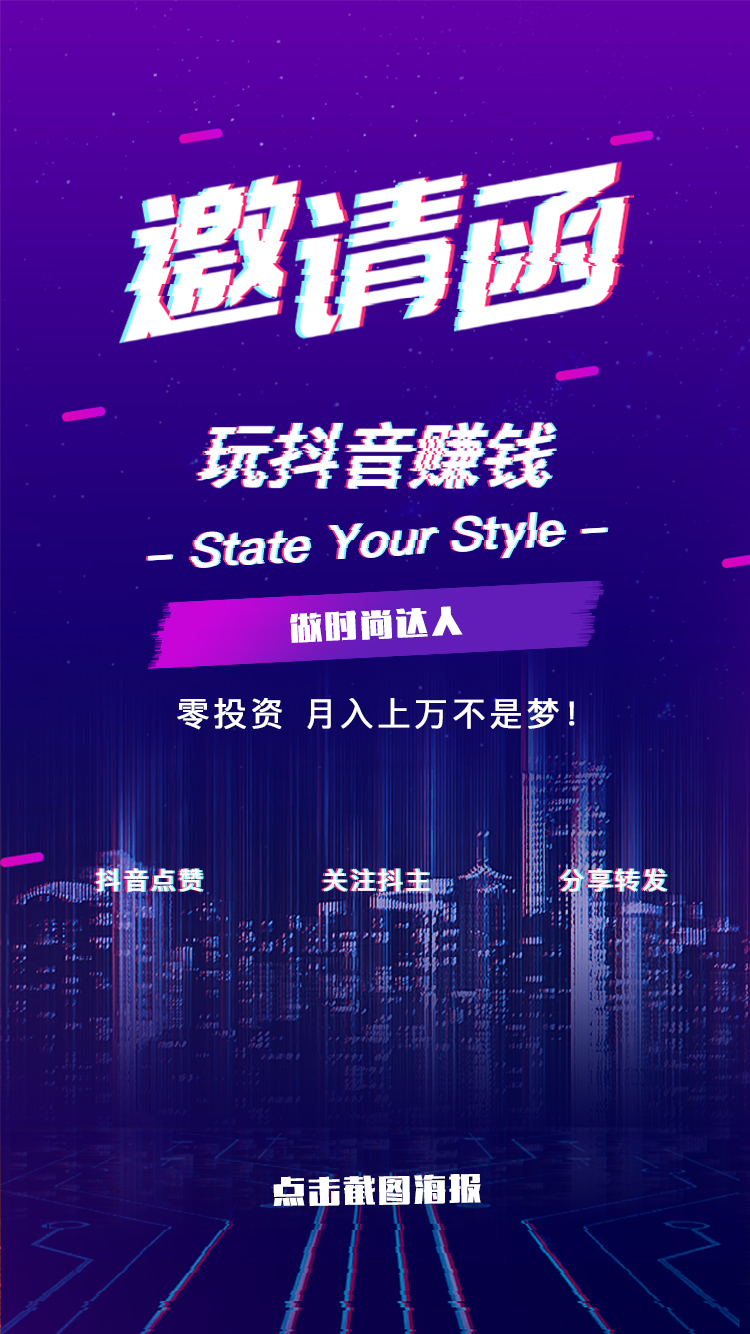 邀请函
玩抖音赚钱
- State Your Style -
做时尚达人
零投资 月入上万不是梦!
抖音点赞 关注抖主 分享转发
点击截图海报